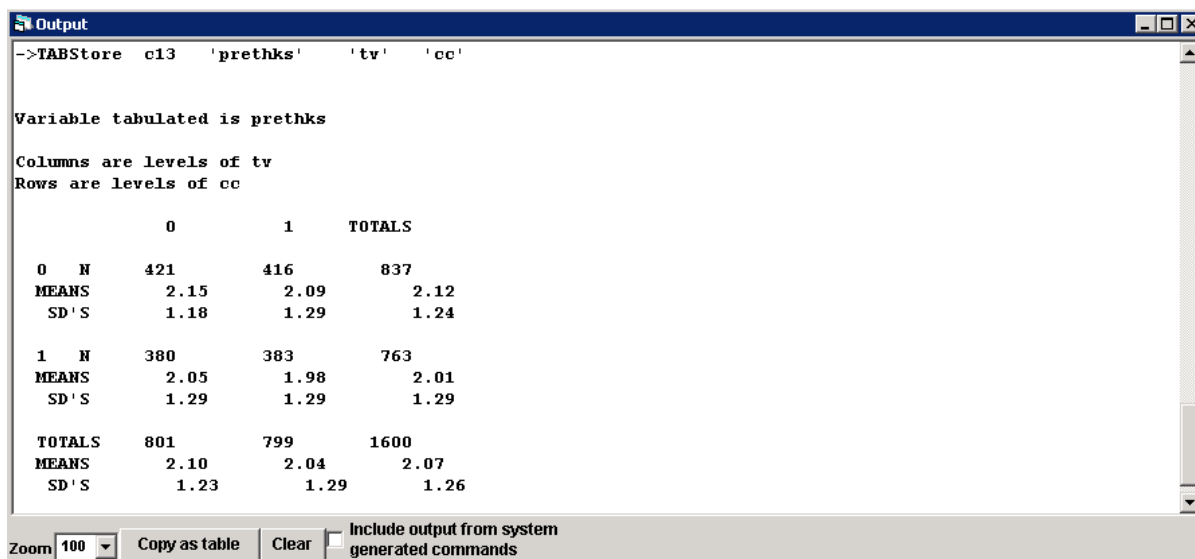 Output
->TABStore c13 'prethks' 'tv' 'cc'
Variable tabulated is prethks
Columns are levels of tv
Rows are levels of cc
0 1 TOTALS
0 N 421 416 837
MEANS 2.15 2.09 2.12
SD'S 1.18 1.29 1.24
1 N 380 383 763
MEANS 2.05 1.98 2.01
SD'S 1.29 1.29 1.29
TOTALS 801 799 1600
MEANS 2.10 2.04 2.07
SD'S 1.23 1.29 1.26
Zoom 100 Copy as table Clear Include output from system
generated commands